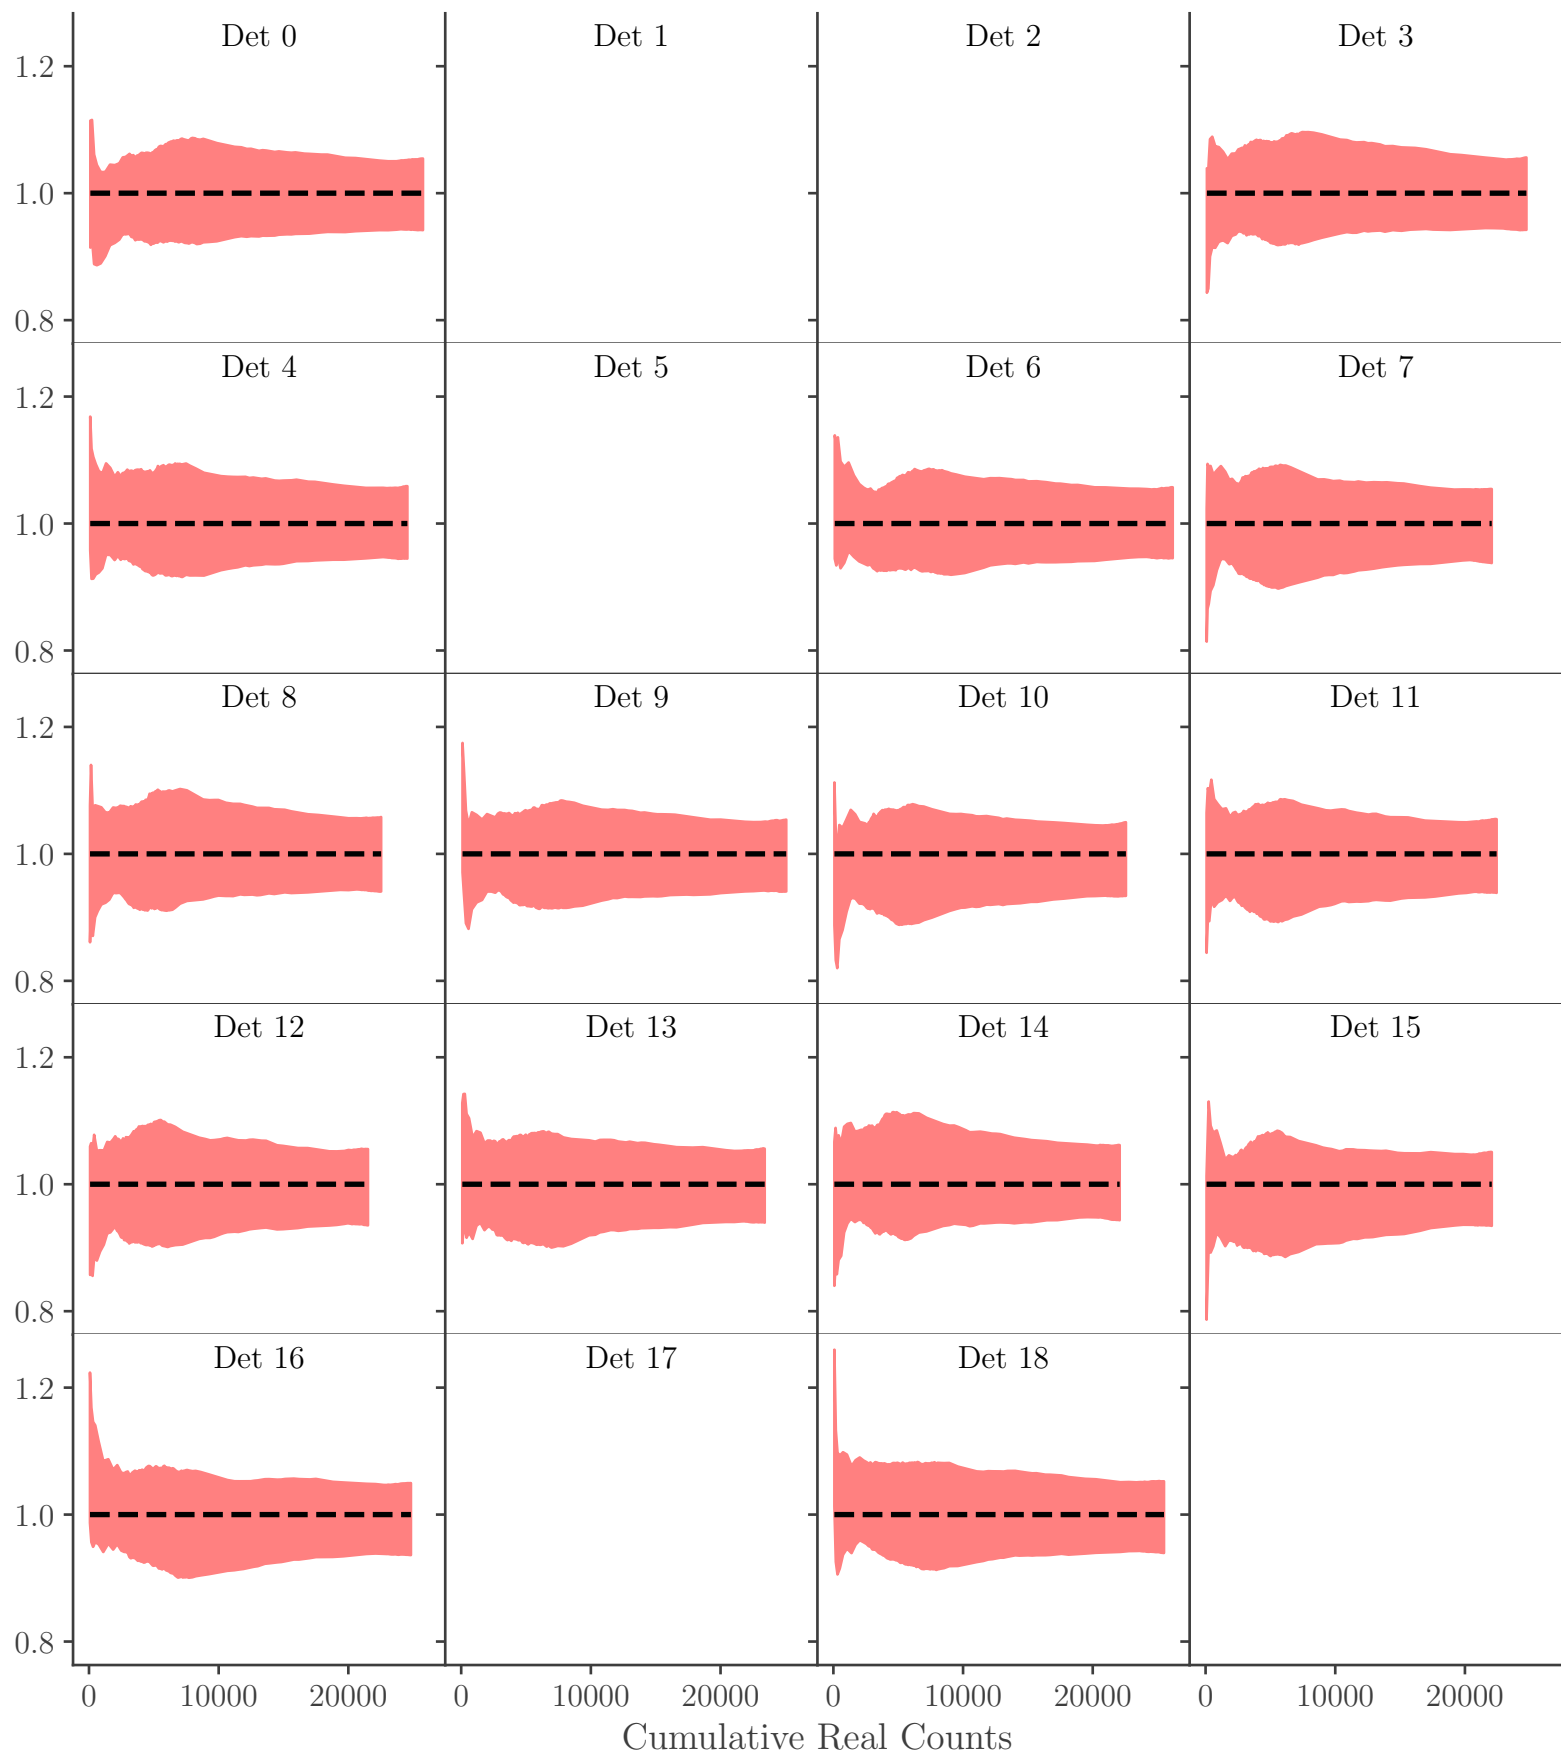 Det 0 Det 1 Det 2 Det 3
1.2
1.0
0.8
Det 4 Det 5 Det 6 Det 7
1.2
1.0
0.8
Det 8 Det 9 Det 10 Det 11
1.2
1.0
0.8
Det 12 Det 13 Det 14 Det 15
1.2
1.0
0.8
Det 16 Det 17 Det 18
1.2
1.0
0.8
0 10000 20000 0 10000 20000 0 10000 20000 0 10000 20000
Cumulative Real Counts